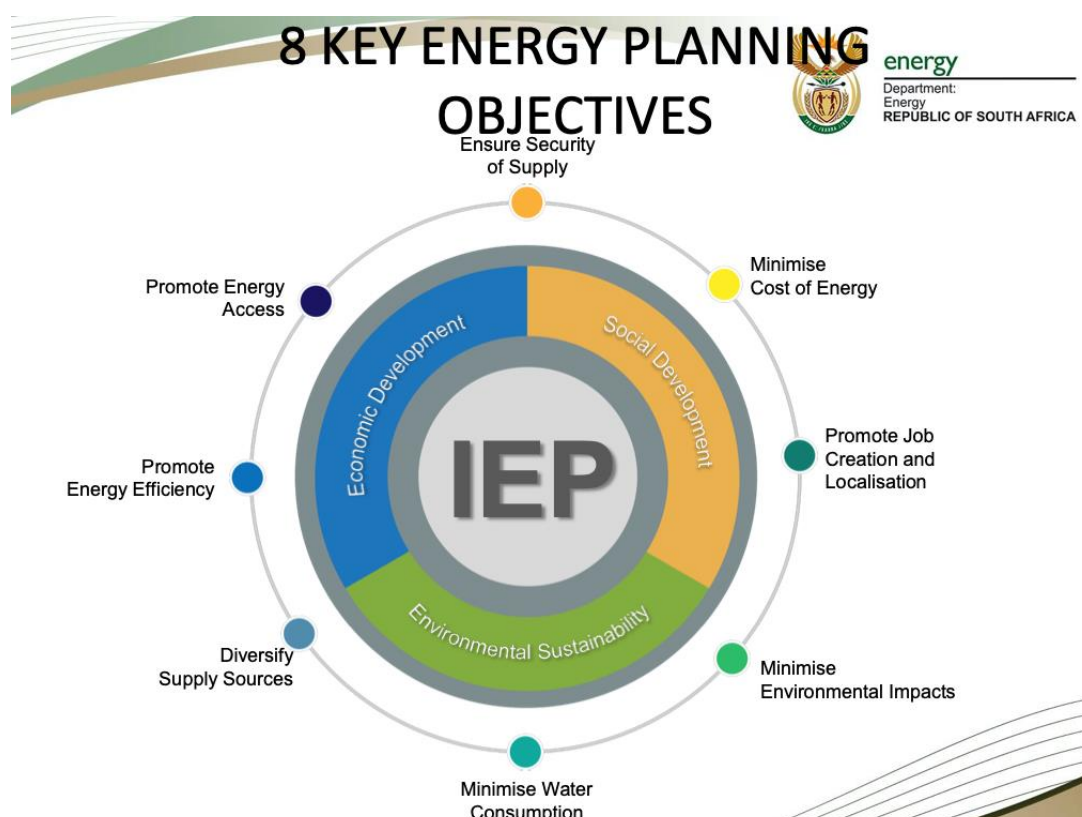 8 KEY ENERGY PLANNING
OBJECTIVES
energy
Department:
Energy
REPUBLIC OF SOUTH AFRICA
Ensure Security
of Supply
Minimise
Cost of Energy
Promote Job
Creation and
Localisation
Minimise
Environmental Impacts
Minimise Water
Consumption
Diversify
Supply Sources
Promote
Energy Efficiency
Promote Energy
Access
Economic Development
Social Development
Environmental Sustainability
IEP